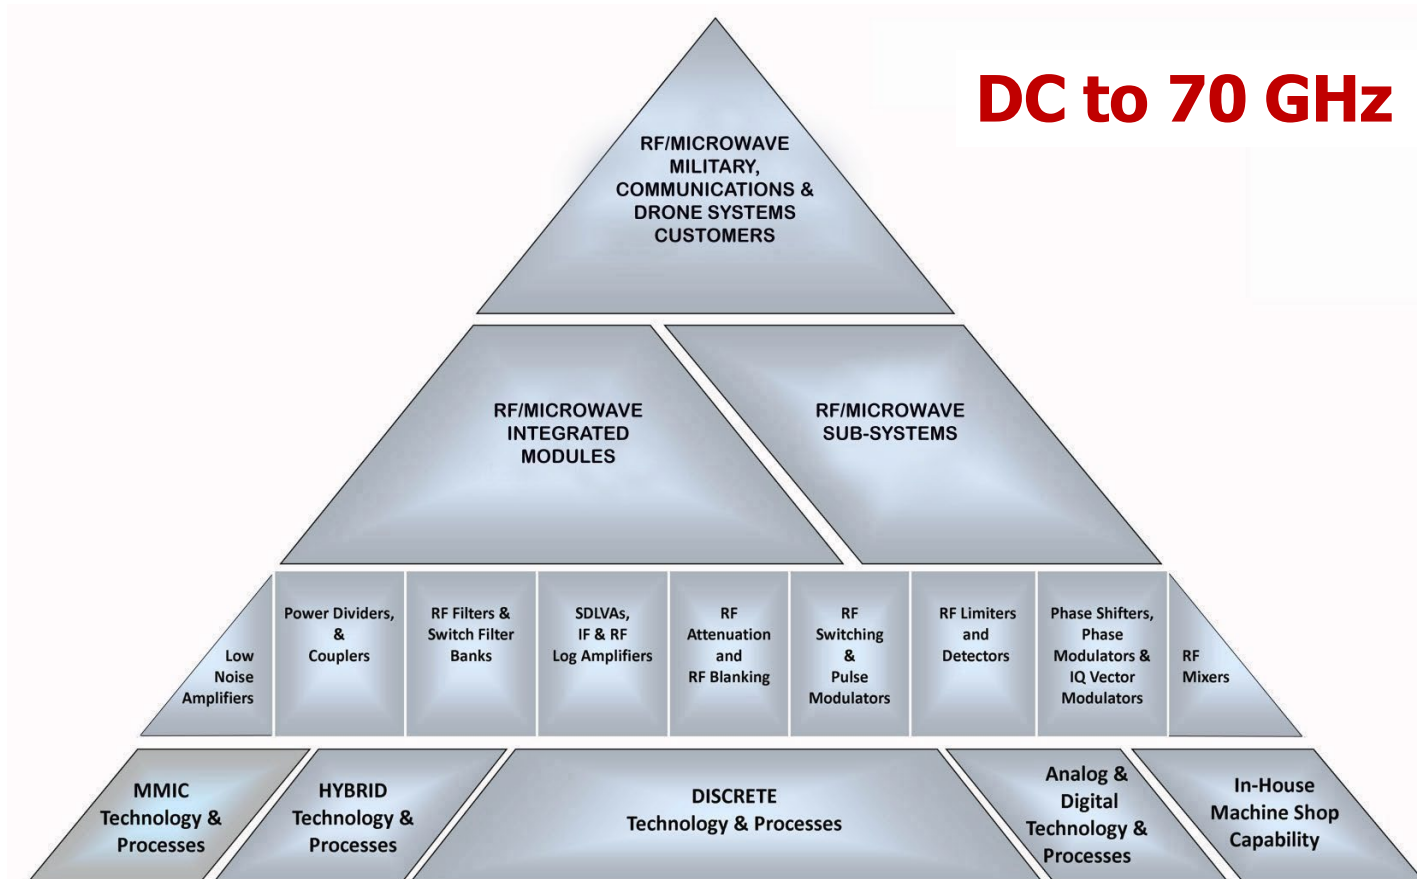 DC to 70 GHz
RF/MICROWAVE
MILITARY,
COMMUNICATIONS &
DRONE SYSTEMS
CUSTOMERS
RF/MICROWAVE
INTEGRATED
MODULES
RF/MICROWAVE
SUB-SYSTEMS
Low
Noise
Amplifiers
Power Dividers,
&
Couplers
RF Filters &
Switch Filter
Banks
SDLVAs,
IF & RF
Log Amplifiers
RF
Attenuation
and
RF Blanking
RF
Switching
&
Pulse
Modulators
RF Limiters
and
Detectors
Phase Shifters,
Phase
Modulators &
IQ Vector
Modulators
RF
Mixers
MMIC
Technology &
Processes
HYBRID
Technology &
Processes
DISCRETE
Technology & Processes
Analog &
Digital
Technology &
Processes
In-House
Machine Shop
Capability